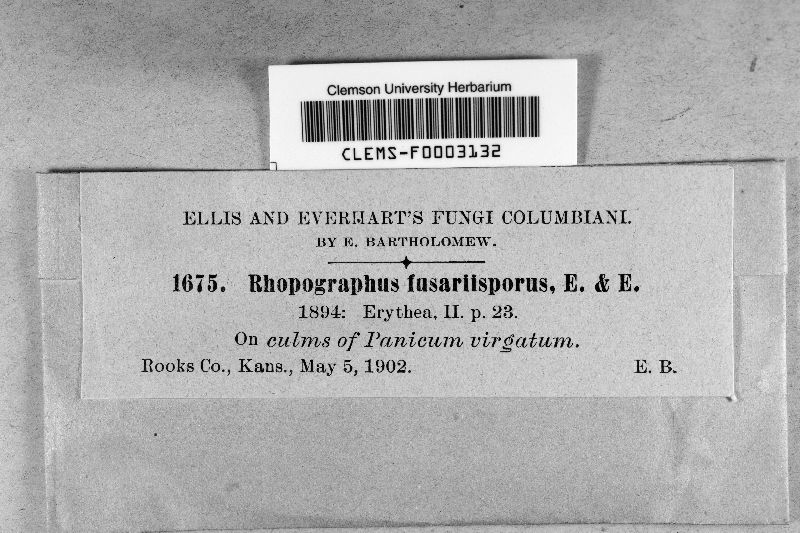 Clemson University Herbarium
CLEMS-F0003132
ELLIS AND EVERHART'S FUNGI COLUMBIANI.
BY E. BARTHOLOMEW.
1675. Rhopographus fusariisporus, E. & E.
1894: Erythea, II. p. 23.
On culms of Panicum virgatum.
Rooks Co., Kans., May 5, 1902. E. B.